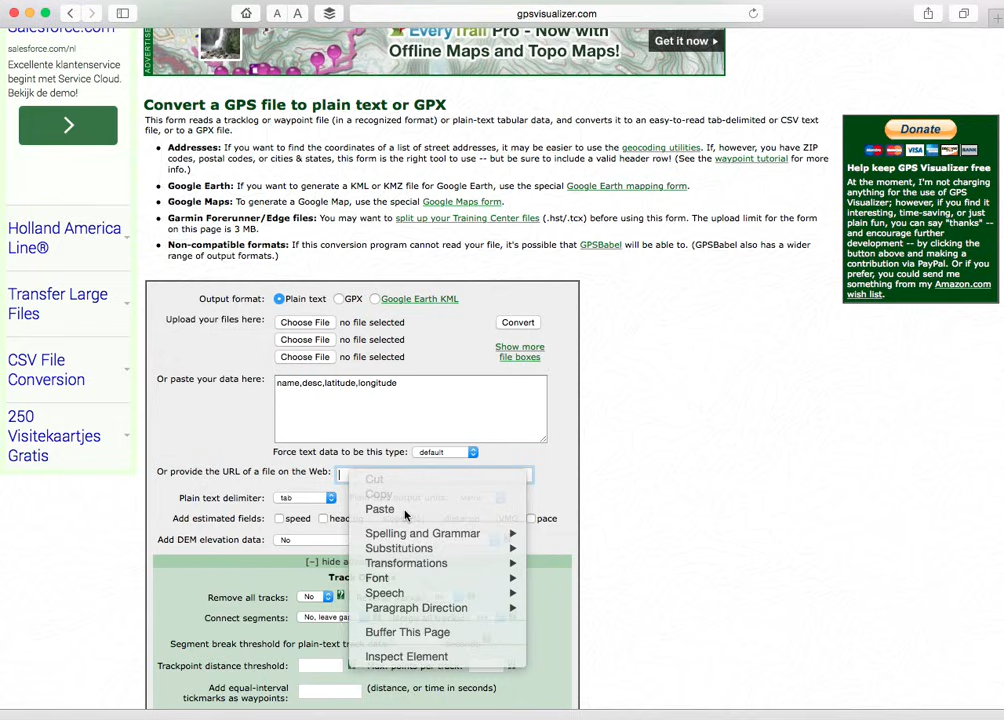 gpsvisualizer.com
A A
Salesforce.com/
salesforce.com/nl
Excellente klantenservice
begint met Service Cloud.
Bekijk de demo!
Holland America
Line®
Transfer Large
Files
CSV File
Conversion
250
Visitekaartjes
Gratis
EveryTrail Pro - Now with
Offline Maps and Topo Maps!
Get it now
Convert a GPS file to plain text or GPX
This form reads a tracklog or waypoint file (in a recognized format) or plain-text tabular data, and converts it to an easy-to-read tab-delimited or CSV text
file, or to a GPX file.
• Addresses: If you want to find the coordinates of a list of street addresses, it may be easier to use the geocoding utilities. If, however, you have ZIP
codes, postal codes, or cities & states, this form is the right tool to use -- but be sure to include a valid header row! (See the waypoint tutorial for more
info.)
• Google Earth: If you want to generate a KML or KMZ file for Google Earth, use the special Google Earth mapping form.
• Google Maps: To generate a Google Map, use the special Google Maps form.
• Garmin Forerunner/Edge files: You may want to split up your Training Center files (.hst/.tcx) before using this form. The upload limit for the form
on this page is 3 MB.
• Non-compatible formats: If this conversion program cannot read your file, it's possible that GPSBabel will be able to. (GPSBabel also has a wider
range of output formats.)
Donate
VISA
BANK
Help keep GPS Visualizer free
At the moment, I'm not charging
anything for the use of GPS
Visualizer; however, if you find it
interesting, time-saving, or just
plain fun, you can say "thanks" --
and encourage further
development -- by clicking the
button above and making a
contribution via PayPal. Or if you
prefer, you could send me
something from my Amazon.com
wish list.
Output format: Plain text GPX Google Earth KML
Upload your files here: Choose File no file selected Convert
Choose File no file selected
Choose File no file selected
Show more
file boxes
Or paste your data here: name,desc,latitude,longitude
Force text data to be this type: default
Or provide the URL of a file on the Web:
Plain text delimiter: tab
Add estimated fields: speed pace
Add DEM elevation data: No
Cut
Copy
Paste
Spelling and Grammar
Substitutions
Transformations
Font
Speech
Paragraph Direction
Buffer This Page
Inspect Element
[−] hide
Remove all tracks: No
Connect segments: No, leave
Segment break threshold for plain-text
Trackpoint distance threshold:
Add equal-interval
tickmarks as waypoints: (distance, or time in seconds)